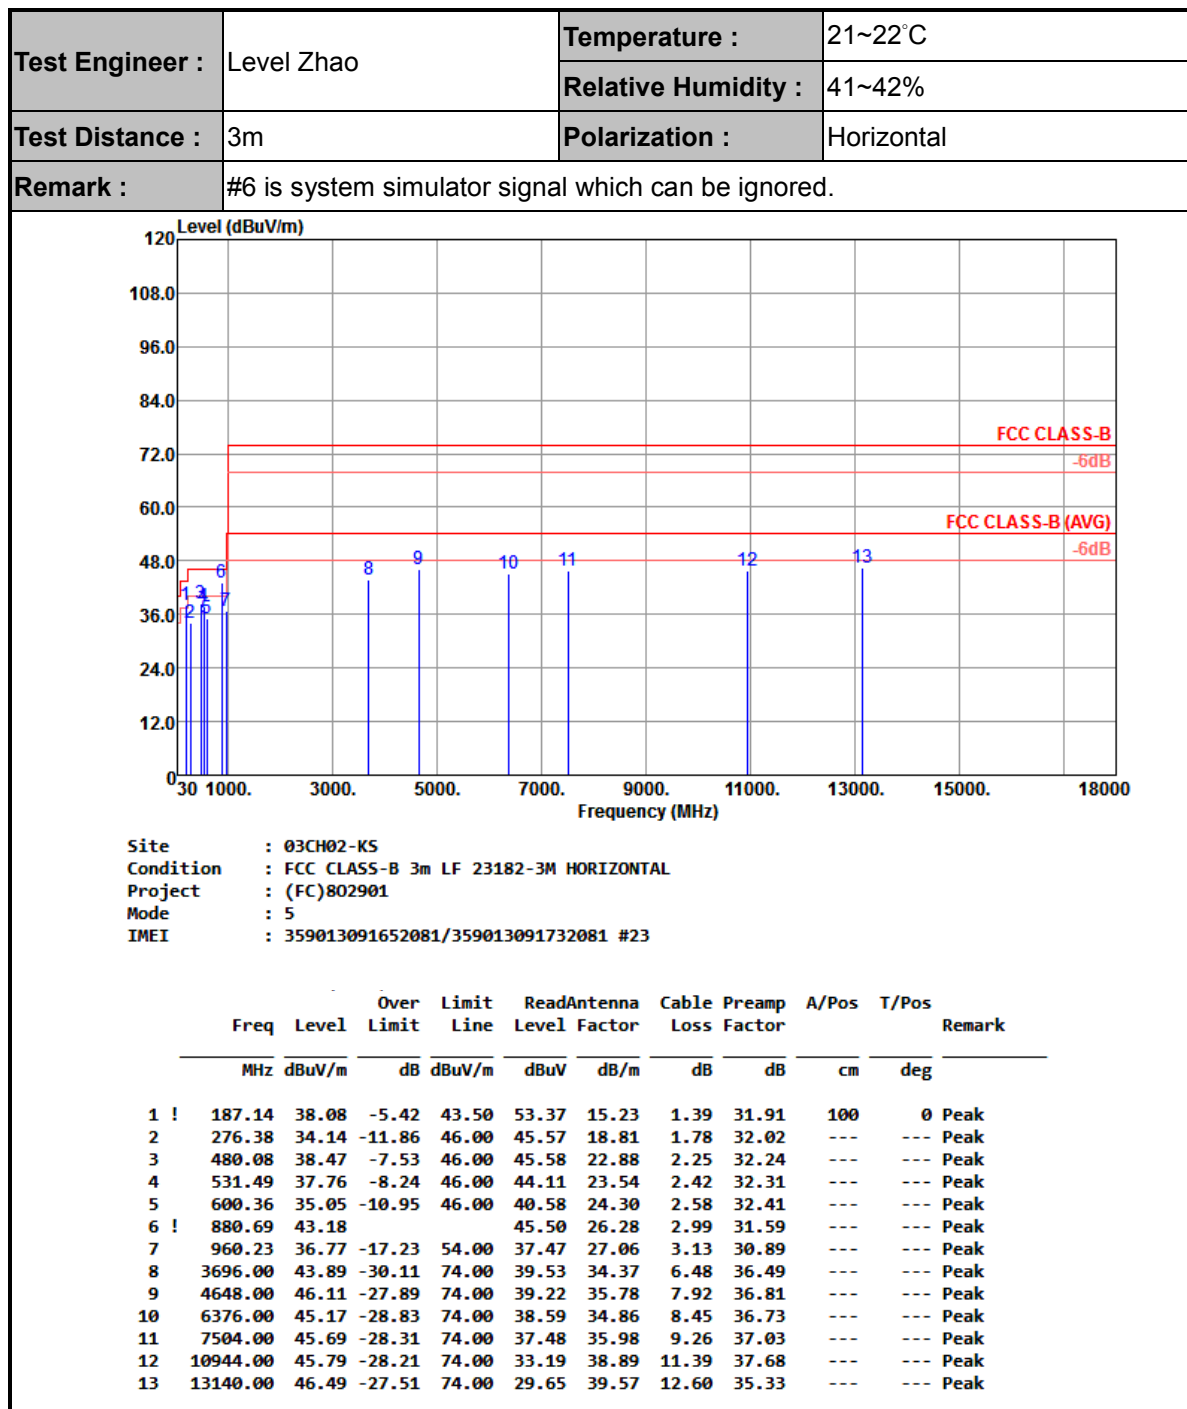 Test Engineer : Level Zhao Temperature : 21~22°C
Relative Humidity : 41~42%
Test Distance : 3m Polarization : Horizontal
Remark : #6 is system simulator signal which can be ignored.
Level (dBuV/m)
120
108.0
96.0
84.0
FCC CLASS-B
72.0
-6dB
60.0
FCC CLASS-B (AVG)
-6dB
48.0
36.0
24.0
12.0
0
1 2 3 4 5 6 7 8 9 10 11 12 13
30 1000. 3000. 5000. 7000. 9000. 11000. 13000. 15000. 18000
Frequency (MHz)
Site : 03CH02-KS
Condition : FCC CLASS-B 3m LF 23182-3M HORIZONTAL
Project : (FC)8O2901
Mode : 5
IMEI : 359013091652081/359013091732081 #23
Over Limit ReadAntenna Cable Preamp A/Pos T/Pos
Freq Level Limit Line Level Factor Loss Factor Remark
MHz dBuV/m dB dBuV/m dBuV dB/m dB dB cm deg
1 ! 187.14 38.08 -5.42 43.50 53.37 15.23 1.39 31.91 100 0 Peak
2 276.38 34.14 -11.86 46.00 45.57 18.81 1.78 32.02 --- --- Peak
3 480.08 38.47 -7.53 46.00 45.58 22.88 2.25 32.24 --- --- Peak
4 531.49 37.76 -8.24 46.00 44.11 23.54 2.42 32.31 --- --- Peak
5 600.36 35.05 -10.95 46.00 40.58 24.30 2.58 32.41 --- --- Peak
6 ! 880.69 43.18 45.50 26.28 2.99 31.59 --- --- Peak
7 960.23 36.77 -17.23 54.00 37.47 27.06 3.13 30.89 --- --- Peak
8 3696.00 43.89 -30.11 74.00 39.53 34.37 6.48 36.49 --- --- Peak
9 4648.00 46.11 -27.89 74.00 39.22 35.78 7.92 36.81 --- --- Peak
10 6376.00 45.17 -28.83 74.00 38.59 34.86 8.45 36.73 --- --- Peak
11 7504.00 45.69 -28.31 74.00 37.48 35.98 9.26 37.03 --- --- Peak
12 10944.00 45.79 -28.21 74.00 33.19 38.89 11.39 37.68 --- --- Peak
13 13140.00 46.49 -27.51 74.00 29.65 39.57 12.60 35.33 --- --- Peak